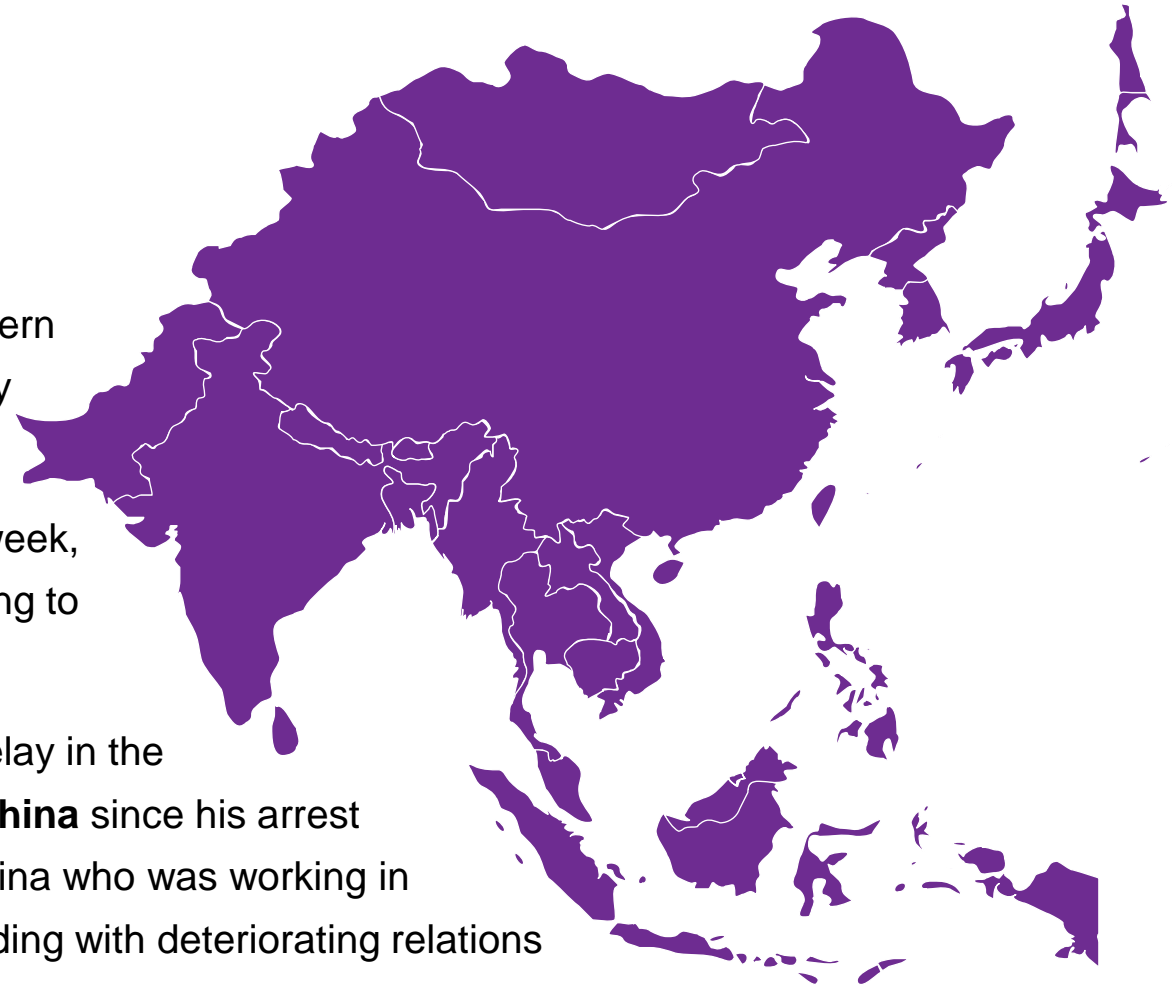 ern
y
week,
ng to
elay in the
hina since his arrest
ina who was working in
ding with deteriorating relations